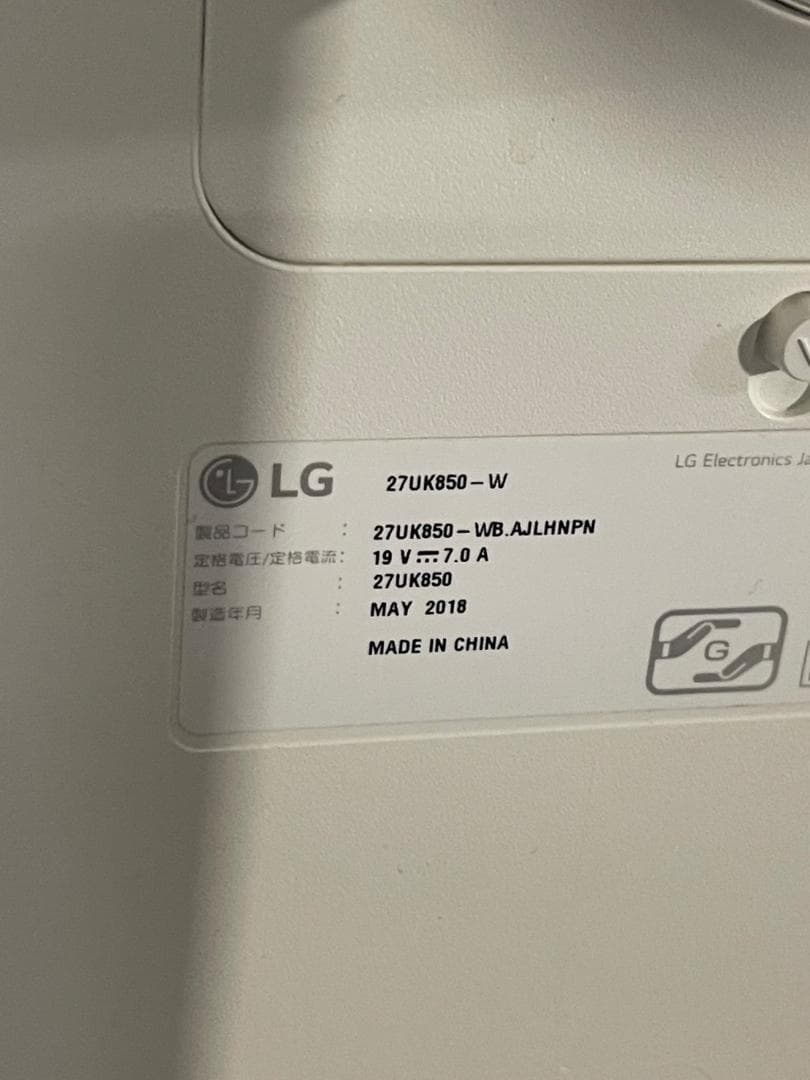 LG 27UK850-W
LG Electronics
製品コード : 27UK850-WB.AJLHNPN
定格電圧/定格電流: 19 V⎓7.0 A
型名 : 27UK850
製造年月 : MAY 2018
MADE IN CHINA
G